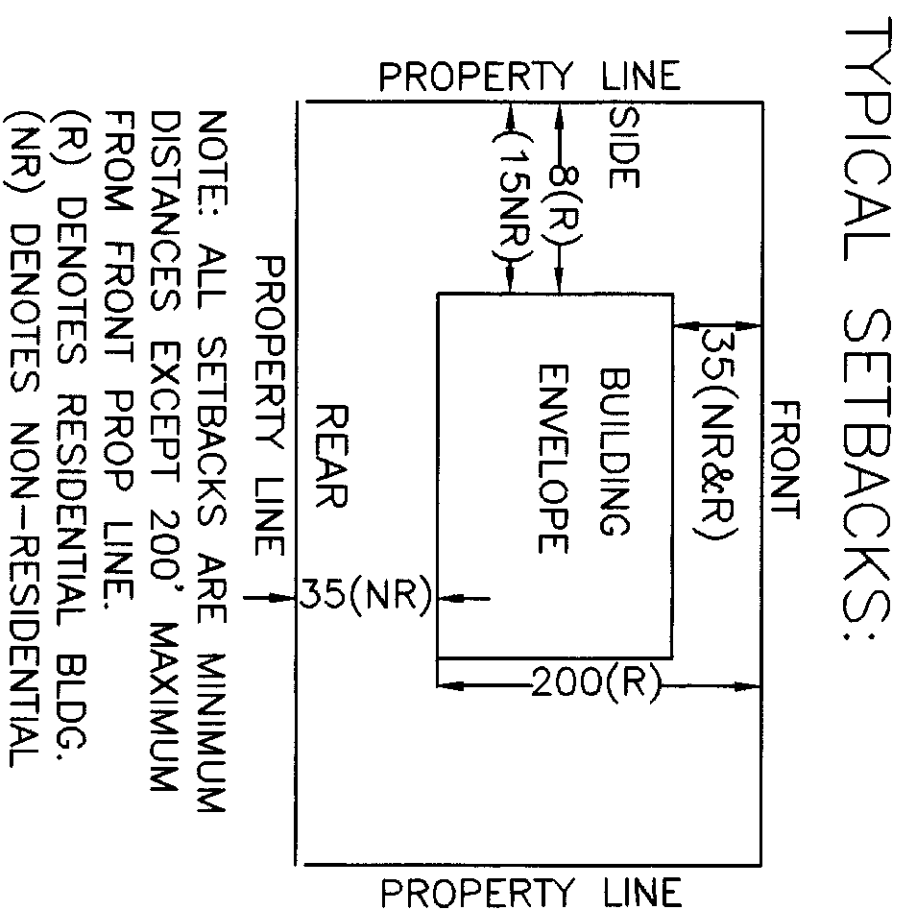 TYPICAL SETBACKS:
FRONT
35(NR&R)
PROPERTY LINE
SIDE
8(R)
(15NR)
BUILDING
ENVELOPE
200(R)
PROPERTY LINE
35(NR)
REAR
PROPERTY LINE
NOTE: ALL SETBACKS ARE MINIMUM
DISTANCES EXCEPT 200' MAXIMUM
FROM FRONT PROP LINE.
(R) DENOTES RESIDENTIAL BLDG.
(NR) DENOTES NON-RESIDENTIAL